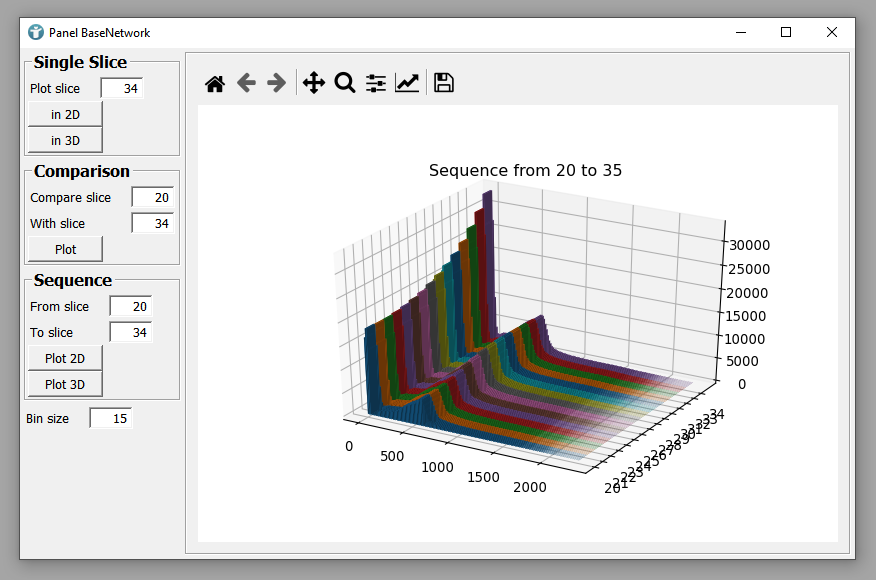 Panel BaseNetwork
Single Slice
Plot slice 34
in 2D
in 3D
Comparison
Compare slice 20
With slice 34
Plot
Sequence
From slice 20
To slice 34
Plot 2D
Plot 3D
Bin size 15
Sequence from 20 to 35
30000
25000
20000
15000
10000
5000
0
0
500
1000
1500
2000
20
21
22
23
24
25
26
27
28
29
30
31
32
33
34